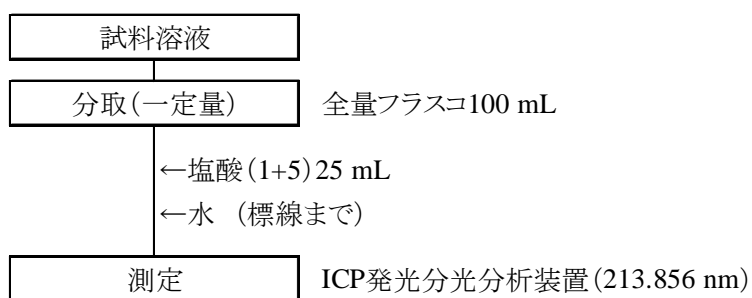 試料溶液
分取(一定量) 全量フラスコ100 mL
←塩酸(1+5)25 mL
←水 (標線まで)
測定 ICP発光分光分析装置(213.856 nm)